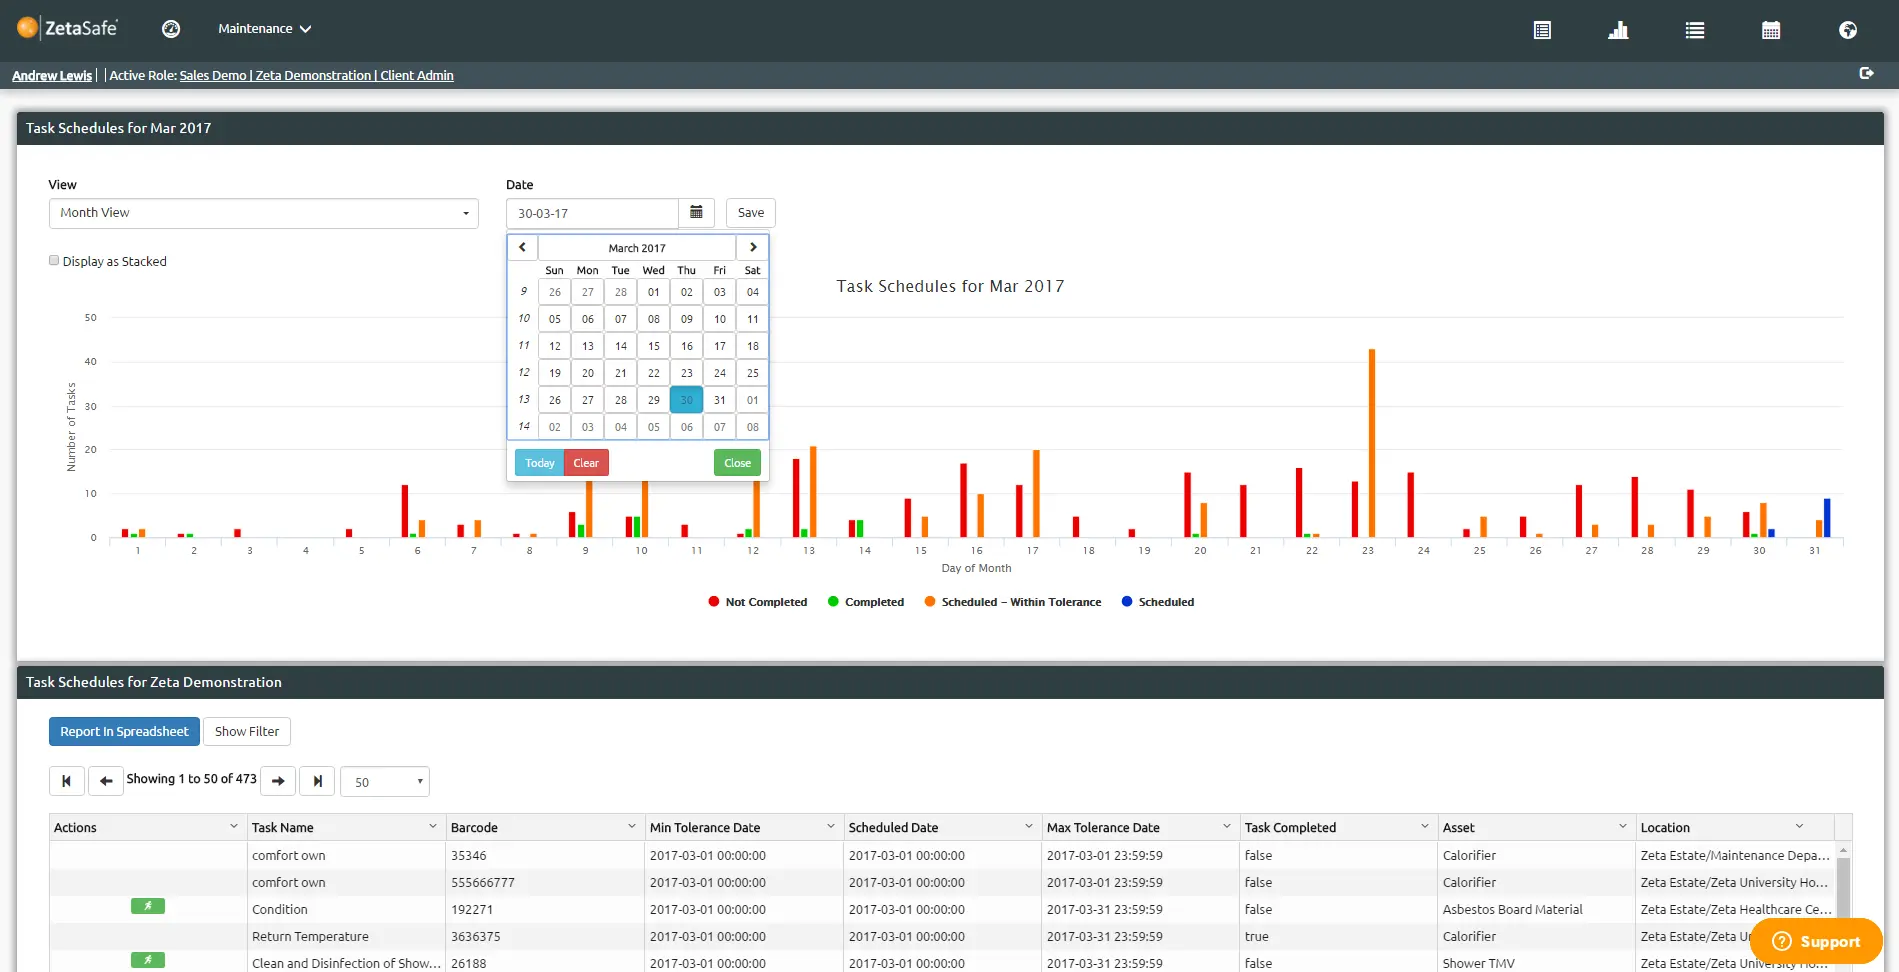 ZetaSafe
Maintenance
Andrew Lewis | | Active Role: Sales Demo | Zeta Demonstration | Client Admin
Task Schedules for Mar 2017
View
Date
Month View
30-03-17
Save
Display as Stacked
March 2017
Sun Mon Tue Wed Thu Fri Sat
9 26 27 28 01 02 03 04
10 05 06 07 08 09 10 11
11 12 13 14 15 16 17 18
12 19 20 21 22 23 24 25
13 26 27 28 29 30 31 01
14 02 03 04 05 06 07 08
Today Clear Close
Task Schedules for Mar 2017
Number of Tasks
50
40
30
20
10
0
1 2 3 4 5 6 7 8 9 10 11 12 13 14 15 16 17 18 19 20 21 22 23 24 25 26 27 28 29 30 31
Day of Month
Not Completed Completed Scheduled - Within Tolerance Scheduled
Task Schedules for Zeta Demonstration
Report In Spreadsheet Show Filter
Showing 1 to 50 of 473 50
Actions Task Name Barcode Min Tolerance Date Scheduled Date Max Tolerance Date Task Completed Asset Location
comfort own 35346 2017-03-01 00:00:00 2017-03-01 00:00:00 2017-03-01 23:59:59 false Calorifier Zeta Estate/Maintenance Depa...
comfort own 555666777 2017-03-01 00:00:00 2017-03-01 00:00:00 2017-03-01 23:59:59 false Calorifier Zeta Estate/Zeta University Ho...
Condition 192271 2017-03-01 00:00:00 2017-03-01 00:00:00 2017-03-31 23:59:59 false Asbestos Board Material Zeta Estate/Zeta Healthcare Ce...
Return Temperature 3636375 2017-03-01 00:00:00 2017-03-01 00:00:00 2017-03-31 23:59:59 true Calorifier Zeta Estate/Zeta
Clean and Disinfection of Show... 26188 2017-03-01 00:00:00 2017-03-01 00:00:00 2017-03-31 23:59:59 false Shower TMV Zeta Estate/Zeta University Ho...
Support